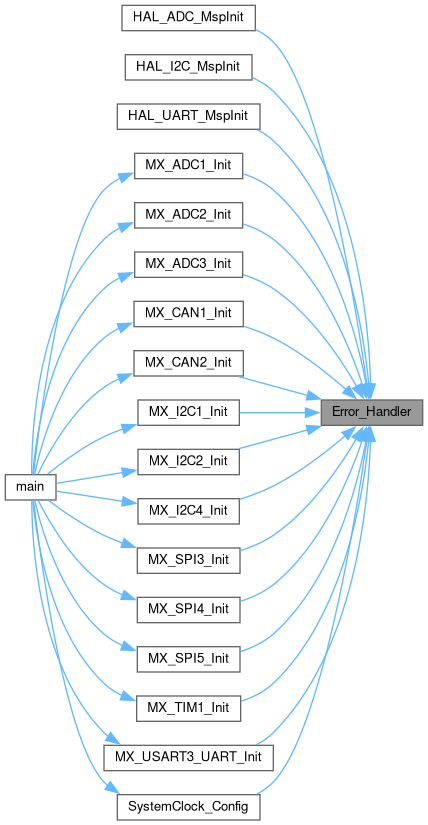 HAL_ADC_MspInit
HAL_I2C_MspInit
HAL_UART_MspInit
MX_ADC1_Init
MX_ADC2_Init
MX_ADC3_Init
MX_CAN1_Init
MX_CAN2_Init
Error_Handler
MX_I2C1_Init
MX_I2C2_Init
main
MX_I2C4_Init
MX_SPI3_Init
MX_SPI4_Init
MX_SPI5_Init
MX_TIM1_Init
MX_USART3_UART_Init
SystemClock_Config